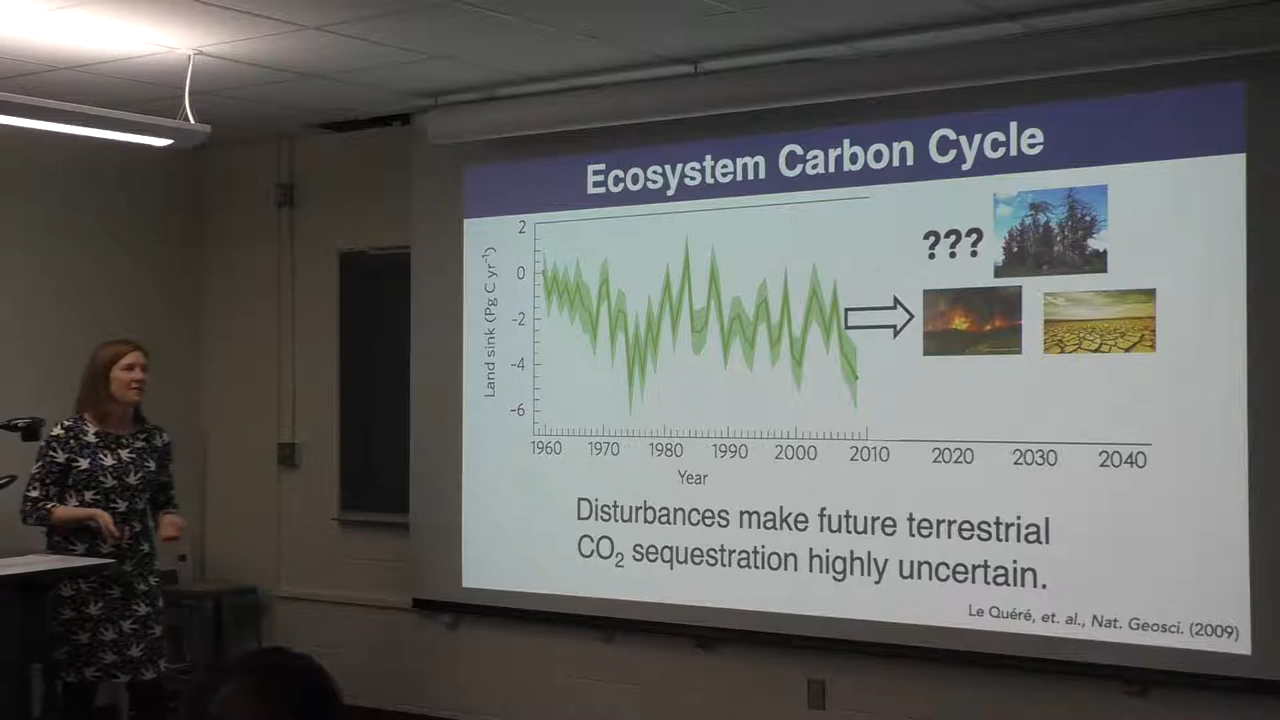 Ecosystem Carbon Cycle
Land sink (Pg C yr⁻¹)
2
0
-2
-4
-6
1960 1970 1980 1990 2000 2010 2020 2030 2040
Year
???
Disturbances make future terrestrial
CO₂ sequestration highly uncertain.
Le Quéré, et. al., Nat. Geosci. (2009)